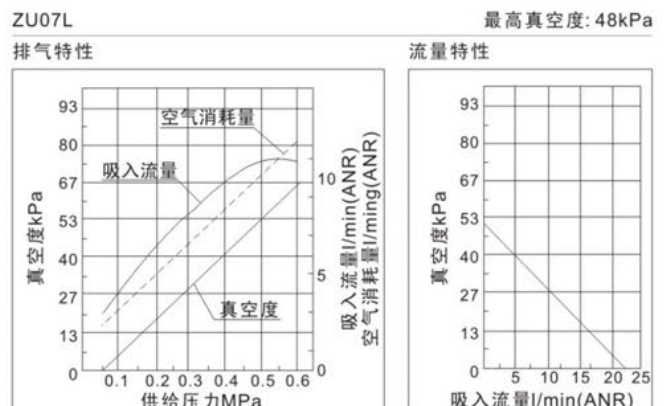 ZU07L
最高真空度: 48kPa
排气特性
流量特性
93
80
67
53
40
27
13
0
真空度kPa
空气消耗量
吸入流量
真空度
10
5
0
0.1 0.2 0.3 0.4 0.5 0.6
供给压力MPa
吸入流量l/min(ANR)
空气消耗量l/ming(ANR)
93
80
67
53
40
27
13
0
真空度kPa
5 10 15 20 25
吸入流量l/min(ANR)